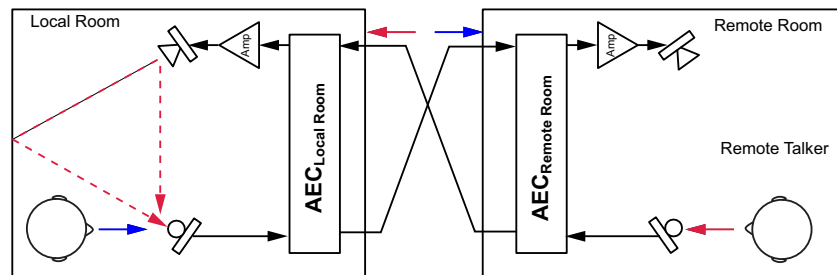 Local Room
Remote Room
Amp
Amp
AECLocal Room
AECRemote Room
Remote Talker